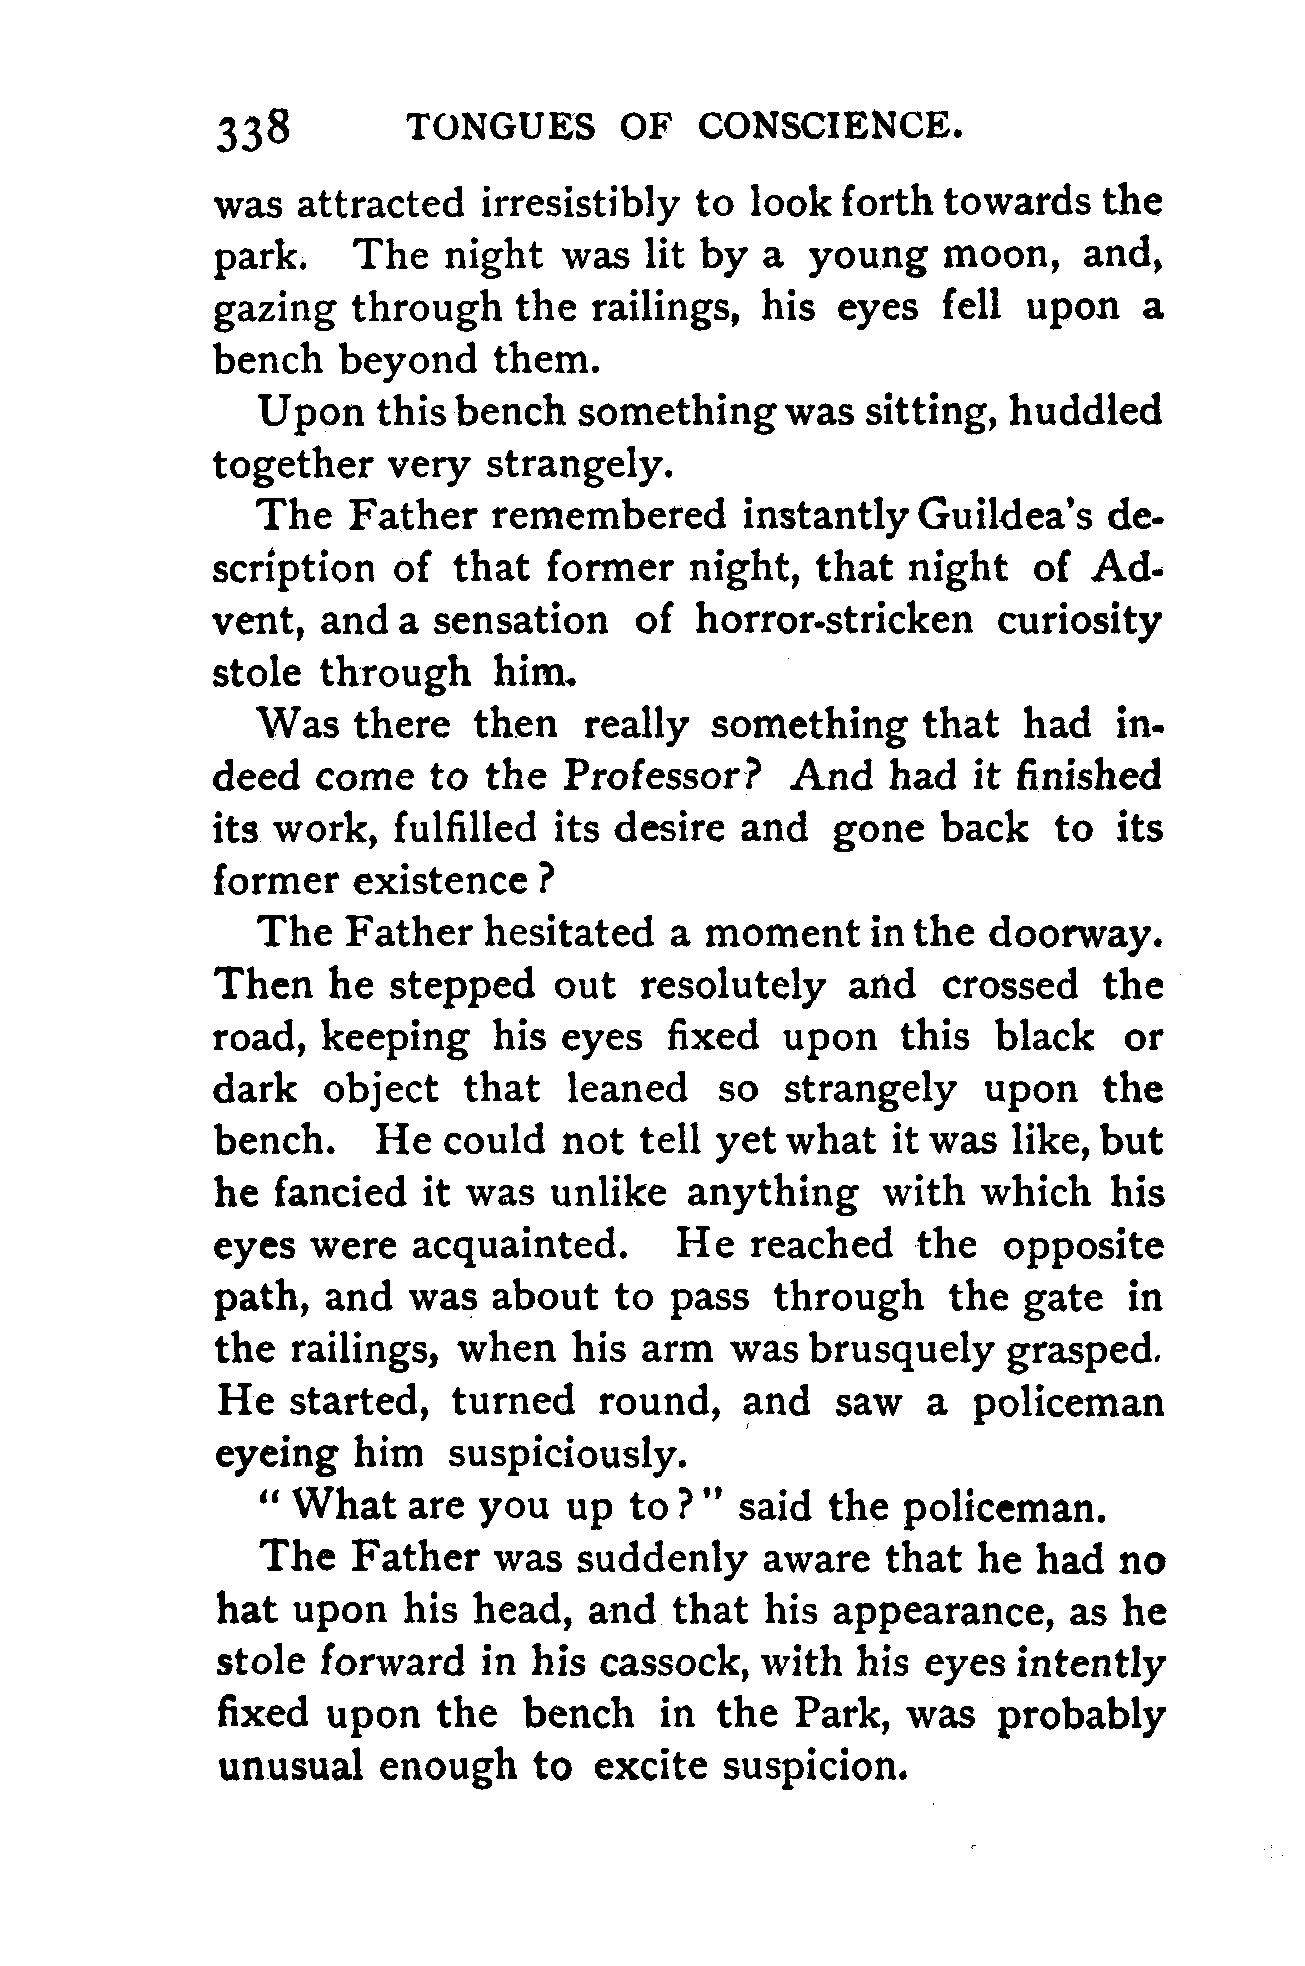 338 TONGUES OF CONSCIENCE.
was attracted irresistibly to look forth towards the
park. The night was lit by a young moon, and,
gazing through the railings, his eyes fell upon a
bench beyond them.
Upon this bench something was sitting, huddled
together very strangely.
The Father remembered instantly Guildea's de-
scription of that former night, that night of Ad-
vent, and a sensation of horror-stricken curiosity
stole through him.
Was there then really something that had in-
deed come to the Professor? And had it finished
its work, fulfilled its desire and gone back to its
former existence?
The Father hesitated a moment in the doorway.
Then he stepped out resolutely and crossed the
road, keeping his eyes fixed upon this black or
dark object that leaned so strangely upon the
bench. He could not tell yet what it was like, but
he fancied it was unlike anything with which his
eyes were acquainted. He reached the opposite
path, and was about to pass through the gate in
the railings, when his arm was brusquely grasped.
He started, turned round, and saw a policeman
eyeing him suspiciously.
"What are you up to?" said the policeman.
The Father was suddenly aware that he had no
hat upon his head, and that his appearance, as he
stole forward in his cassock, with his eyes intently
fixed upon the bench in the Park, was probably
unusual enough to excite suspicion.